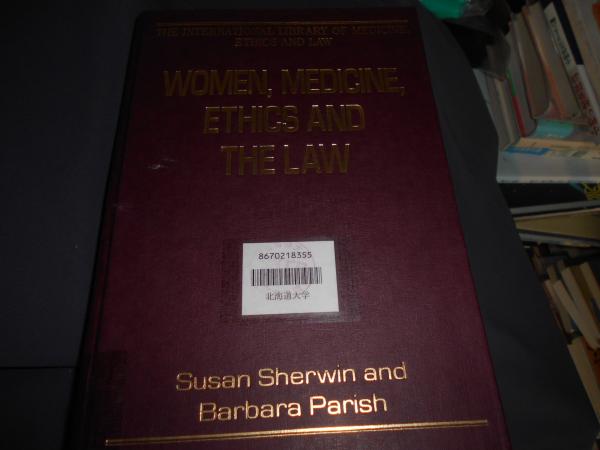 THE INTERNATIONAL LIBRARY OF MEDICINE,
ETHICS AND LAW
WOMEN, MEDICINE,
ETHICS AND
THE LAW
8670218355
北海道大学
Susan Sherwin and
Barbara Parish